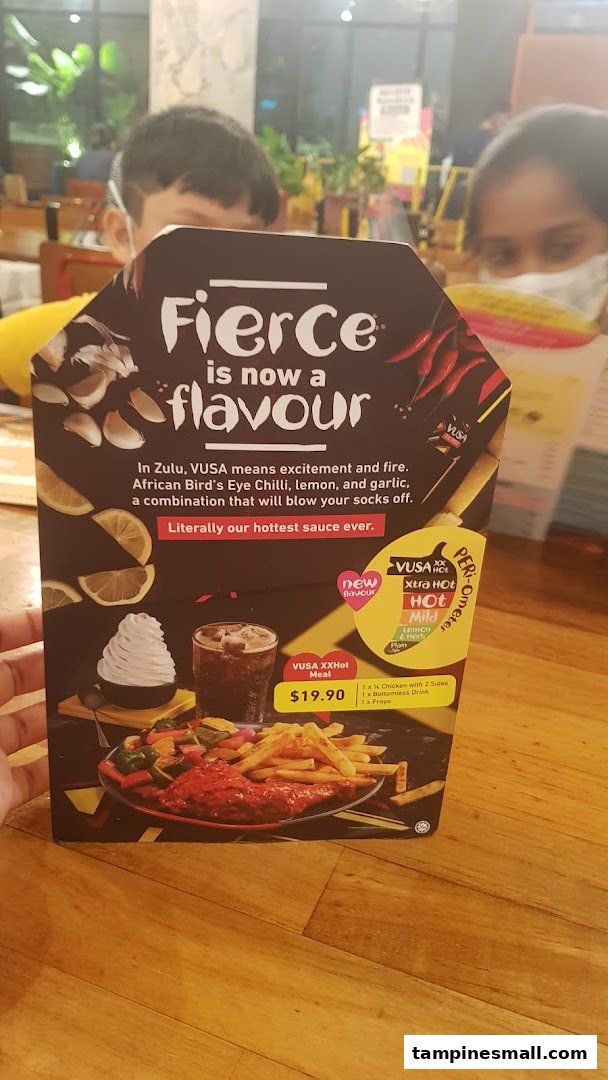 Fierce
is now a
flavour
In Zulu, VUSA means excitement and fire.
African Bird's Eye Chilli, lemon, and garlic,
a combination that will blow your socks off.
Literally our hottest sauce ever.
VUSA
new
flavour
VUSA XX HOT
Xtra HOT
HOT
Mild
Lemon & Herb
Plain
PERi-Ometer
VUSA XXHot
Meal
$19.90
1 x ¼ Chicken with 2 Sides
1 x Bottomless Drink
1 x Froyo
tampinesmall.com